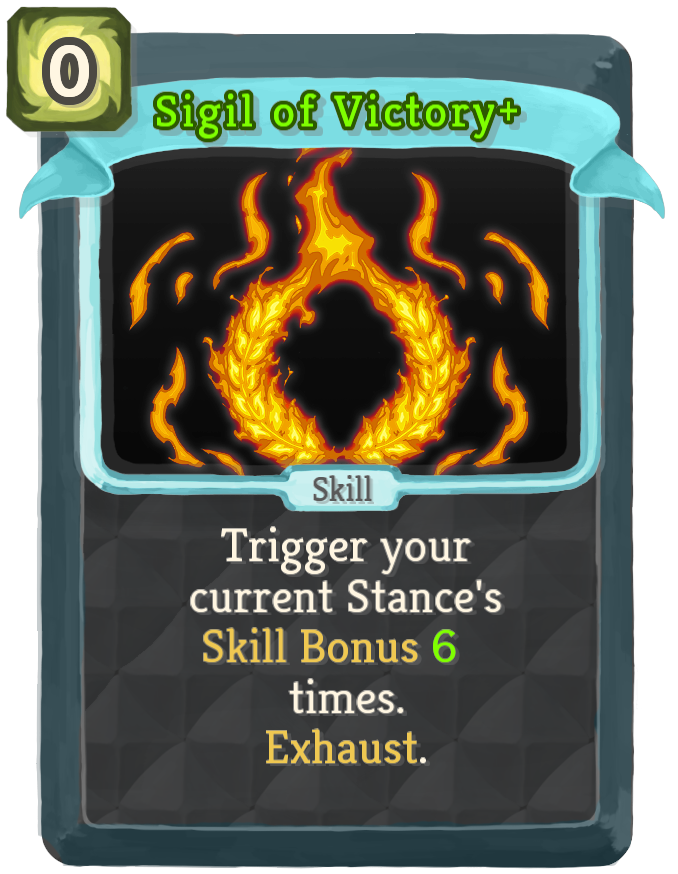 0
Sigil of Victory+
Skill
Trigger your
current Stance's
Skill Bonus 6
times.
Exhaust.